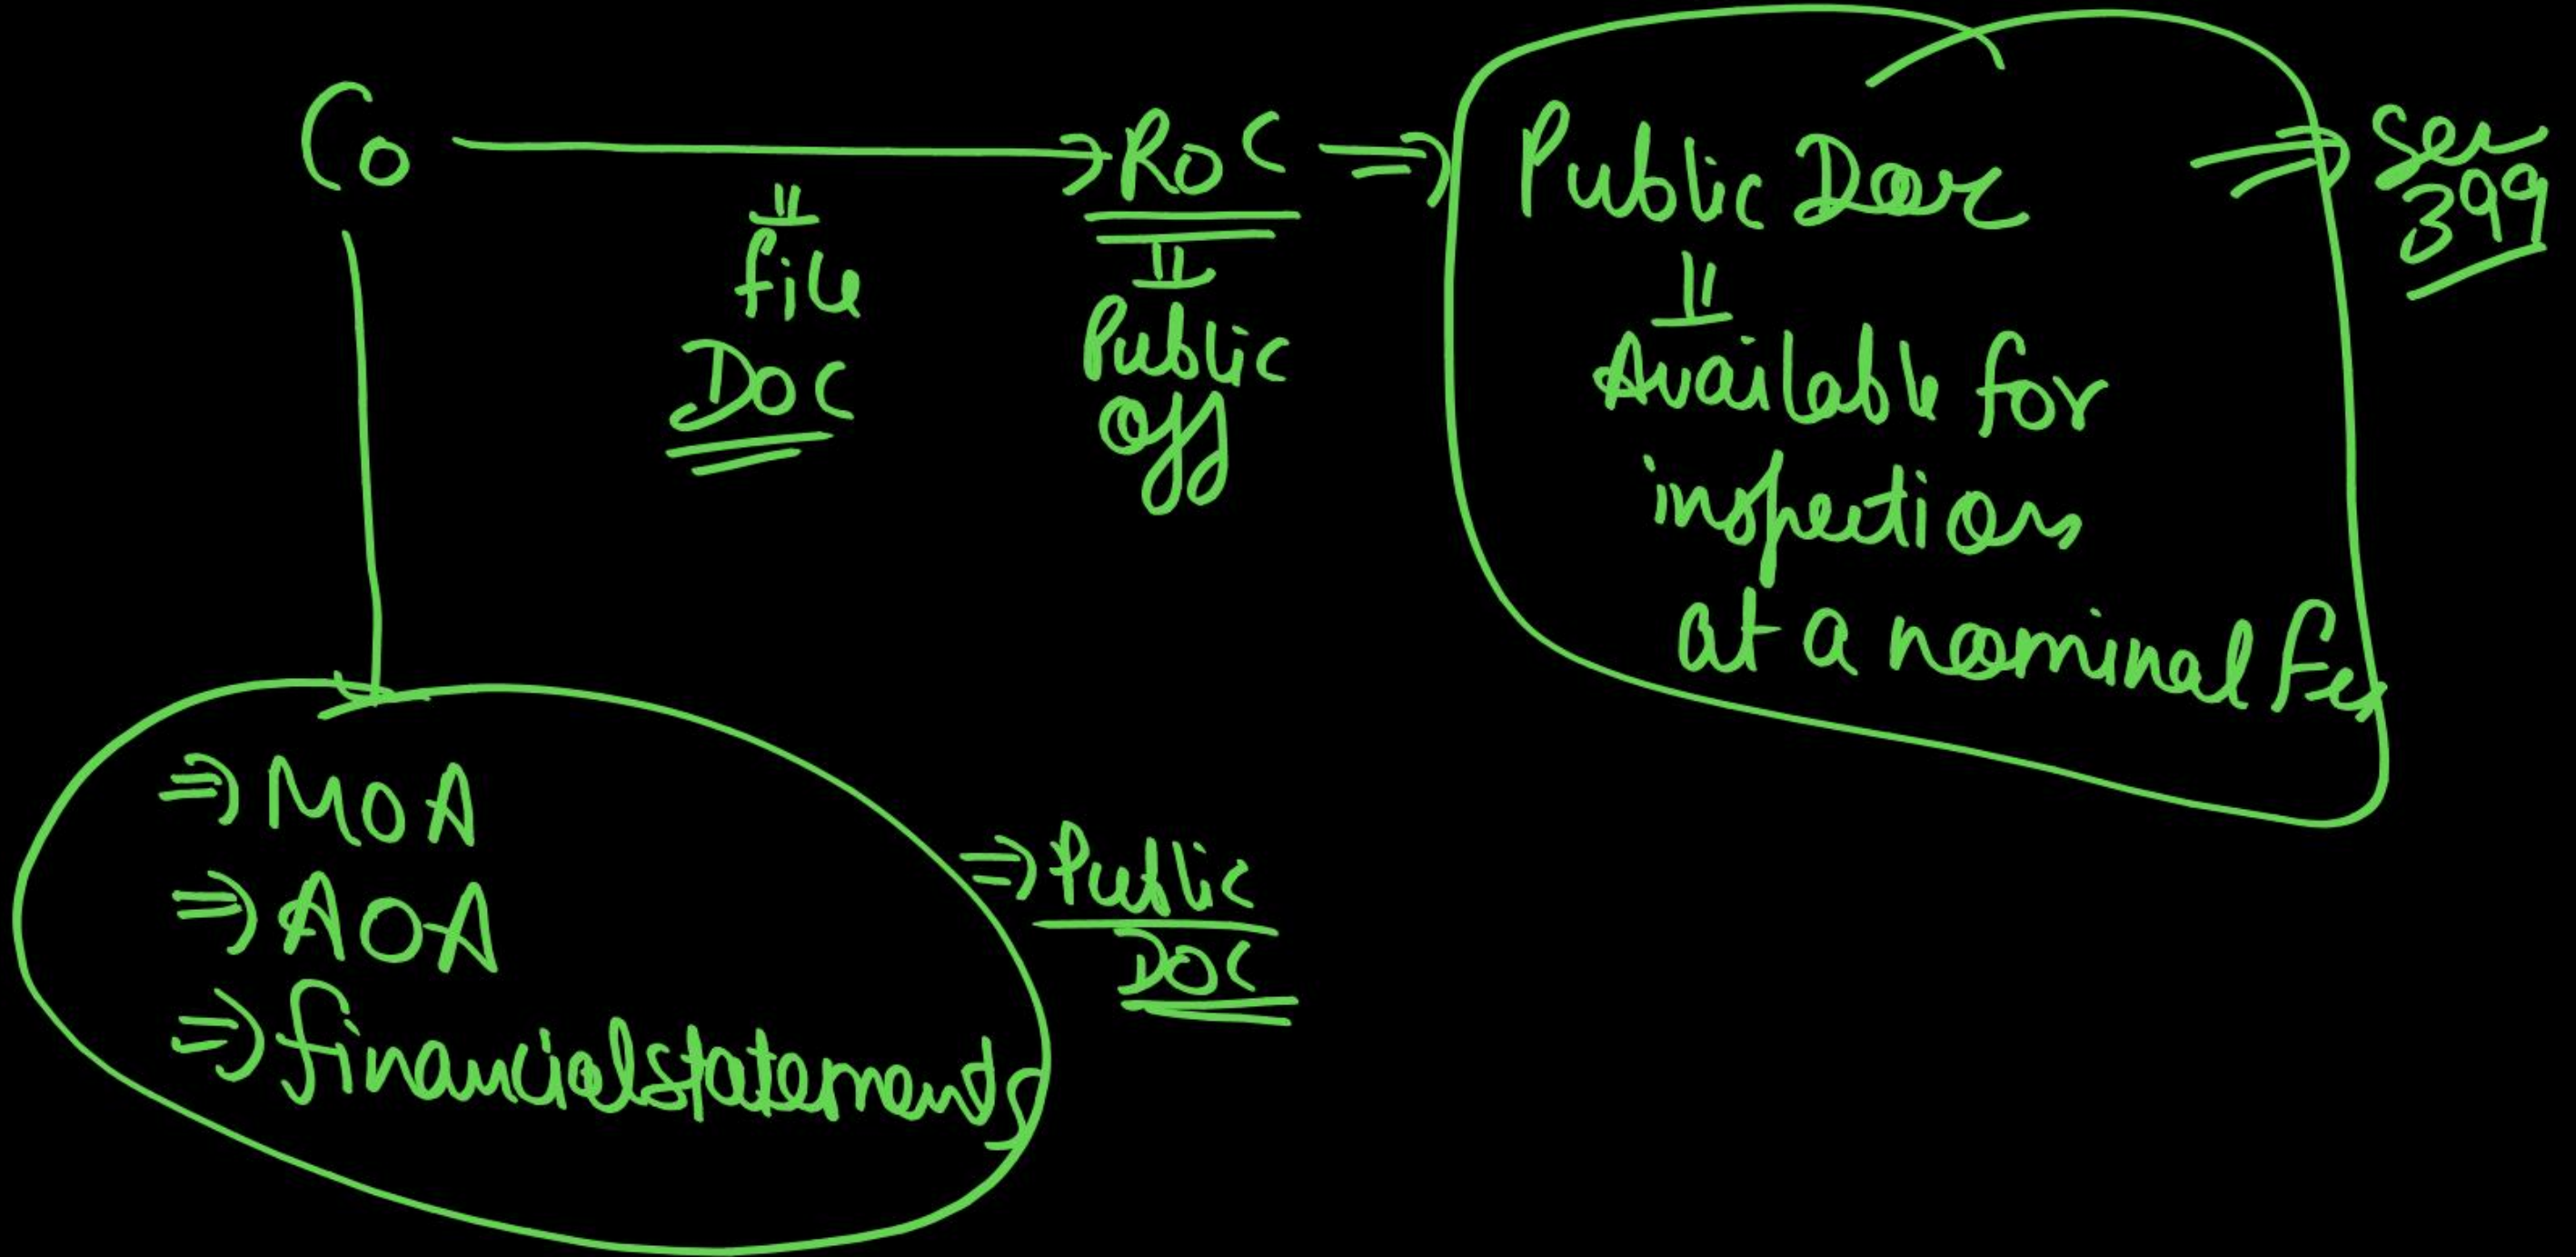 Co
file
DOC
ROC
Public
Off
Public Doc
Available for
inspection
at a nominal fee
Sec
399
MOA
AOA
financial statements
Public
DOC